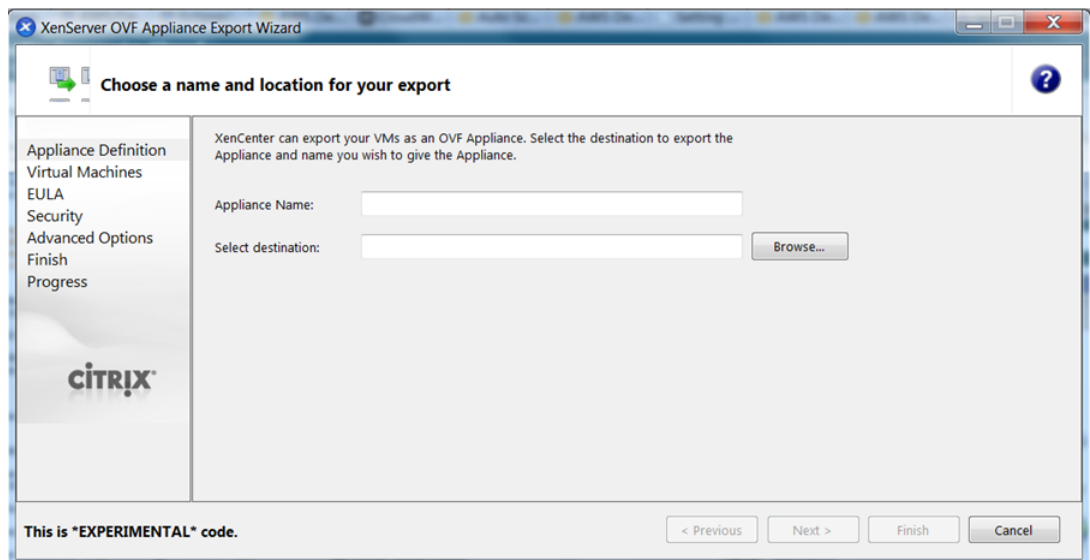 XenServer OVF Appliance Export Wizard
Choose a name and location for your export
?
Appliance Definition
Virtual Machines
EULA
Security
Advanced Options
Finish
Progress
CİTRIX
XenCenter can export your VMs as an OVF Appliance. Select the destination to export the
Appliance and name you wish to give the Appliance.
Appliance Name:
Select destination:
Browse...
This is *EXPERIMENTAL* code.
< Previous
Next >
Finish
Cancel